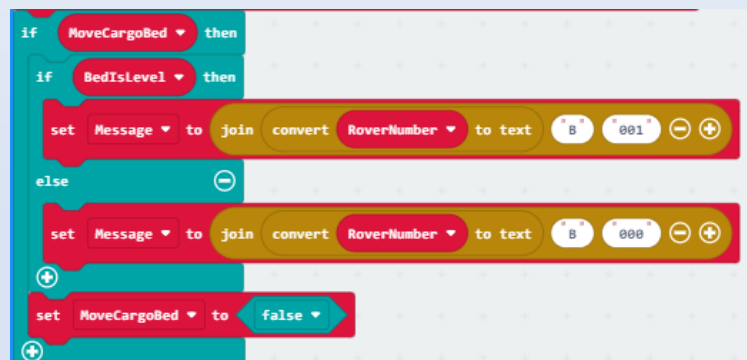 if MoveCargoBed then
if BedIsLevel then
set Message to join convert RoverNumber to text "B" "001"
else
set Message to join convert RoverNumber to text "B" "000"
set MoveCargoBed to false